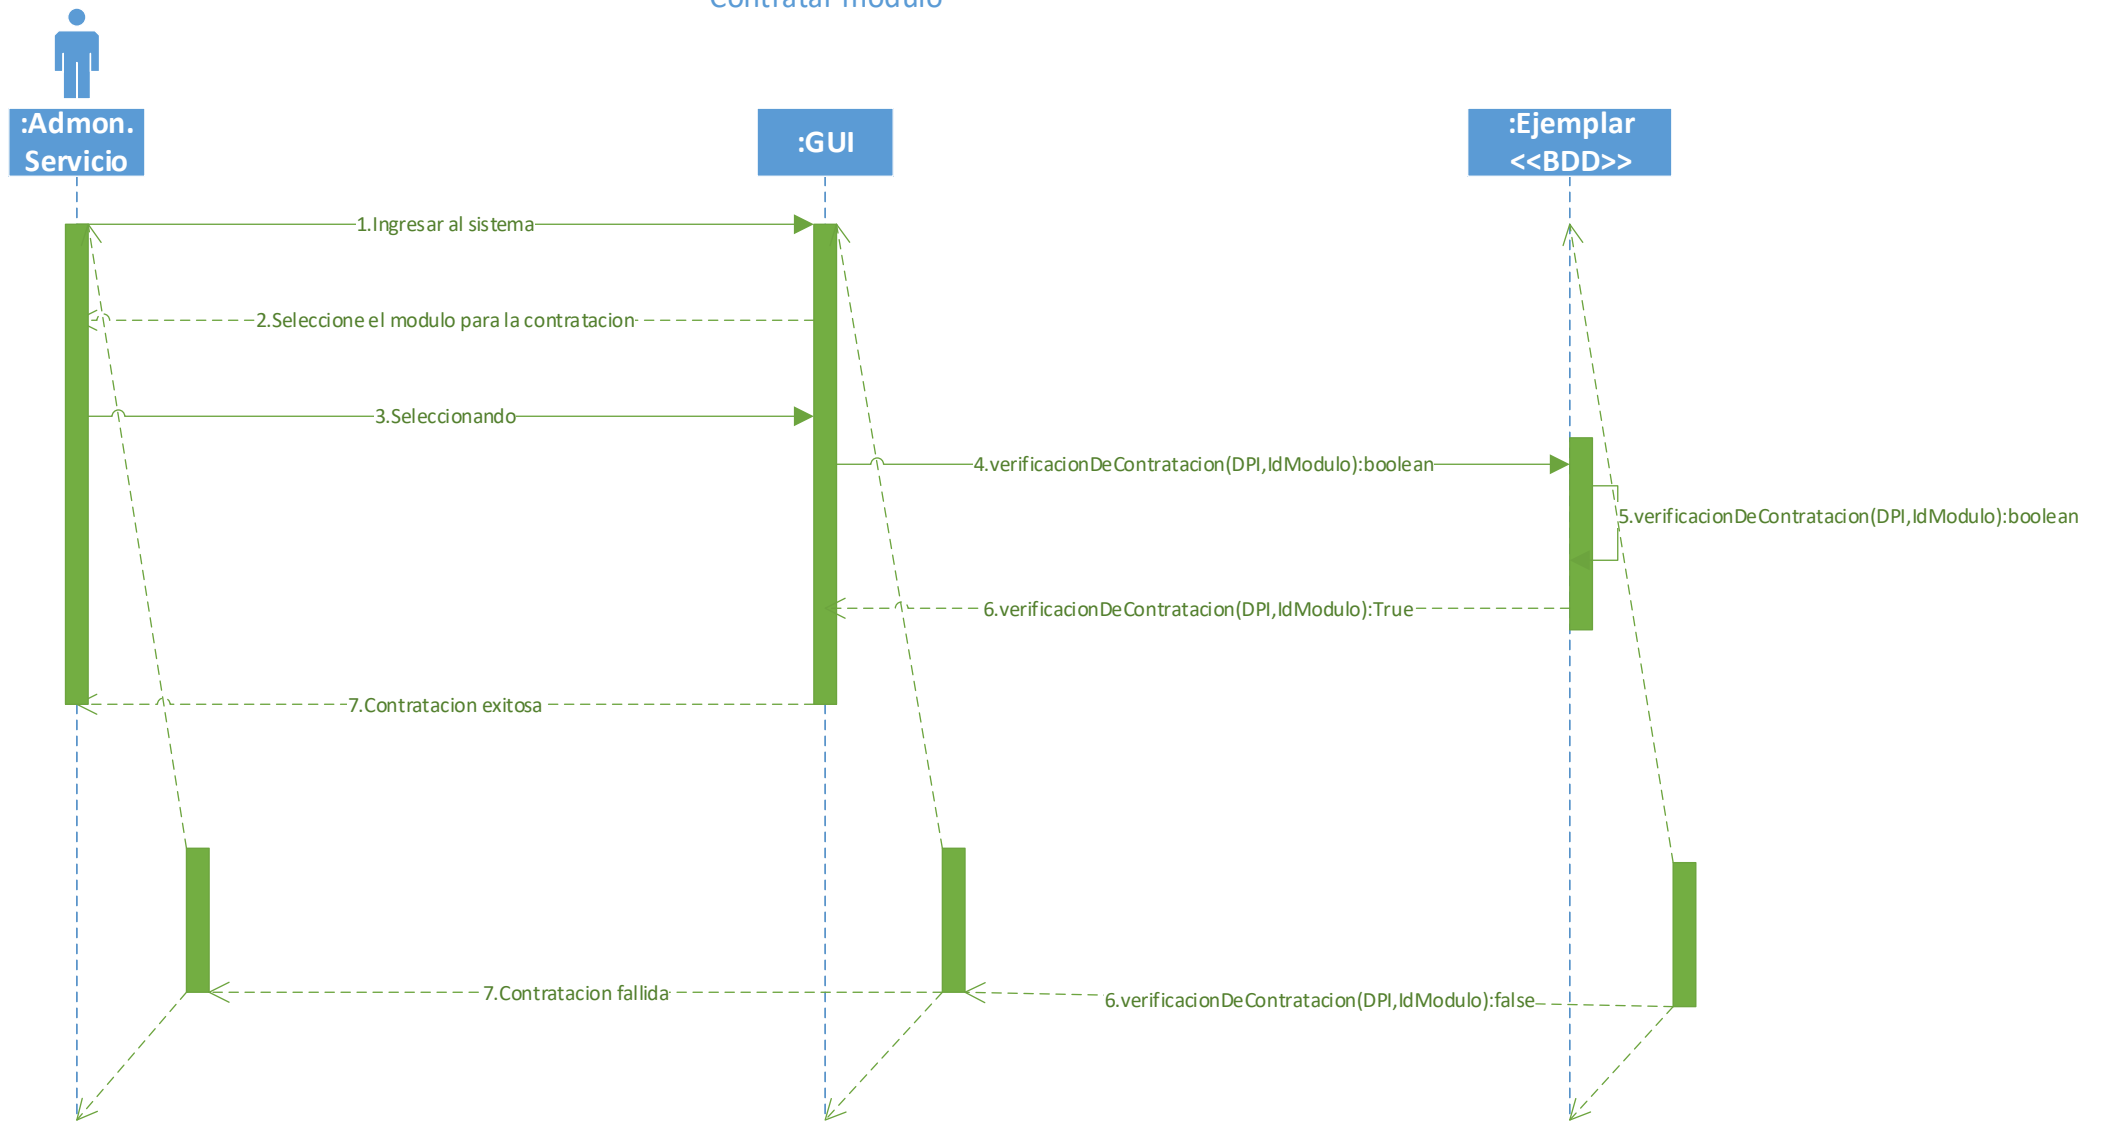 Contratar modulo
:Admon.
Servicio
:GUI
:Ejemplar
<<BDD>>
1.Ingresar al sistema
2.Seleccione el modulo para la contratacion
3.Seleccionando
4.verificacionDeContratacion(DPI,IdModulo):boolean
5.verificacionDeContratacion(DPI,IdModulo):boolean
6.verificacionDeContratacion(DPI,IdModulo):True
7.Contratacion exitosa
7.Contratacion fallida
6.verificacionDeContratacion(DPI,IdModulo):false